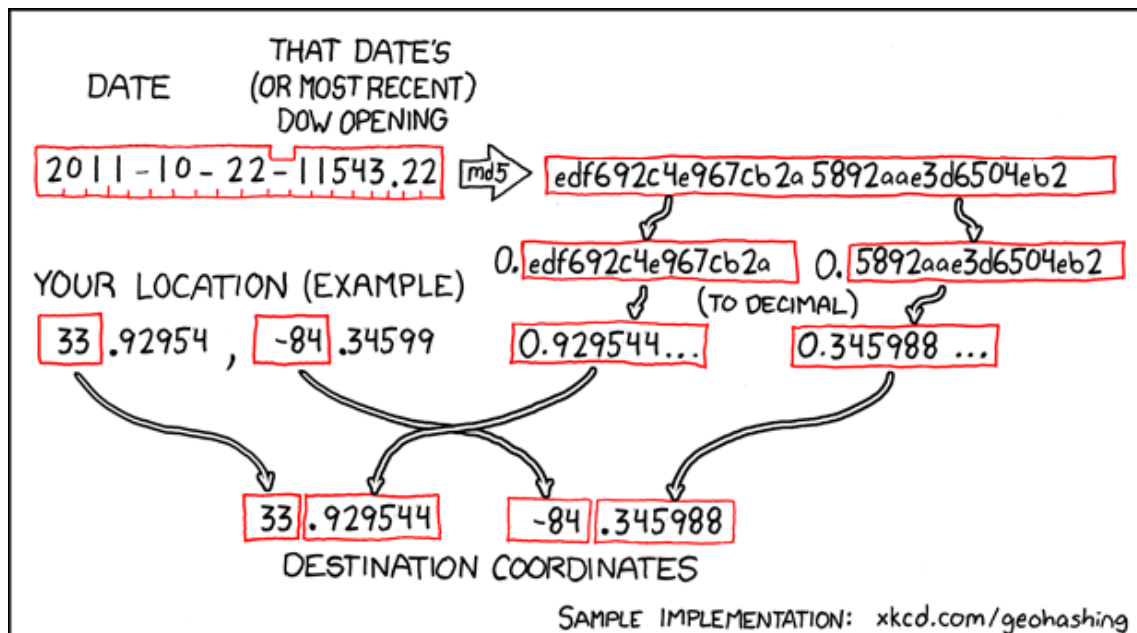 DATE
THAT DATE'S
(OR MOST RECENT)
DOW OPENING
2011-10-22-11543.22
md5
edf692c4e967cb2a5892aae3d6504eb2
0.edf692c4e967cb2a
0.5892aae3d6504eb2
(TO DECIMAL)
YOUR LOCATION (EXAMPLE)
33.92954, -84.34599
0.929544...
0.345988...
33.929544
-84.345988
DESTINATION COORDINATES
SAMPLE IMPLEMENTATION: xkcd.com/geohashing